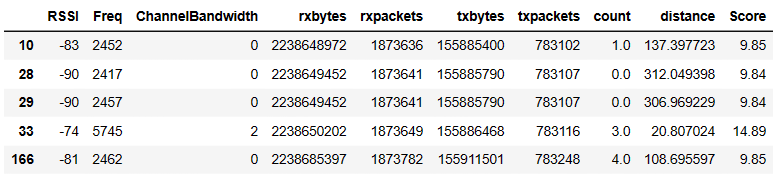 RSSI Freq ChannelBandwidth rxbytes rxpackets txbytes txpackets count distance Score
10 -83 2452 0 2238648972 1873636 155885400 783102 1.0 137.397723 9.85
28 -90 2417 0 2238649452 1873641 155885790 783107 0.0 312.049398 9.84
29 -90 2457 0 2238649452 1873641 155885790 783107 0.0 306.969229 9.84
33 -74 5745 2 2238650202 1873649 155886468 783116 3.0 20.807024 14.89
166 -81 2462 0 2238685397 1873782 155911501 783248 4.0 108.695597 9.85